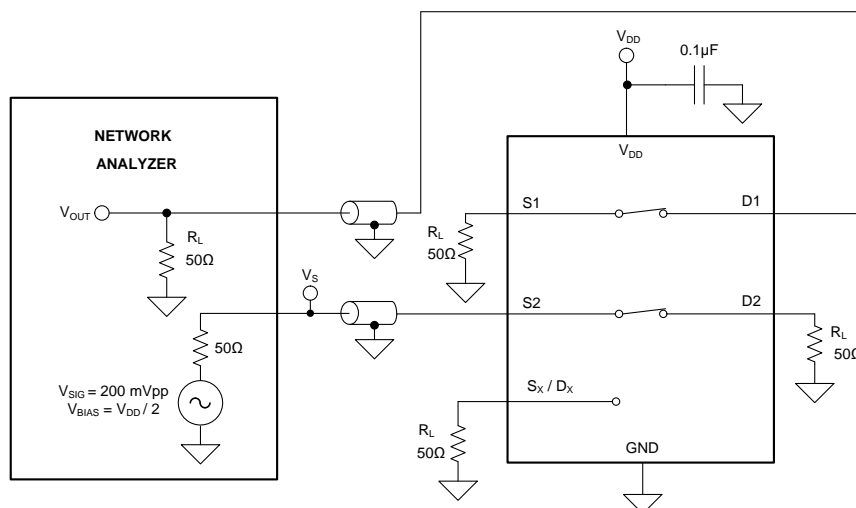 V_DD
0.1µF
NETWORK
ANALYZER
V_DD
V_OUT
S1
D1
R_L
50Ω
R_L
50Ω
V_S
S2
D2
50Ω
R_L
50Ω
V_SIG = 200 mVpp
V_BIAS = V_DD / 2
S_X / D_X
R_L
50Ω
GND